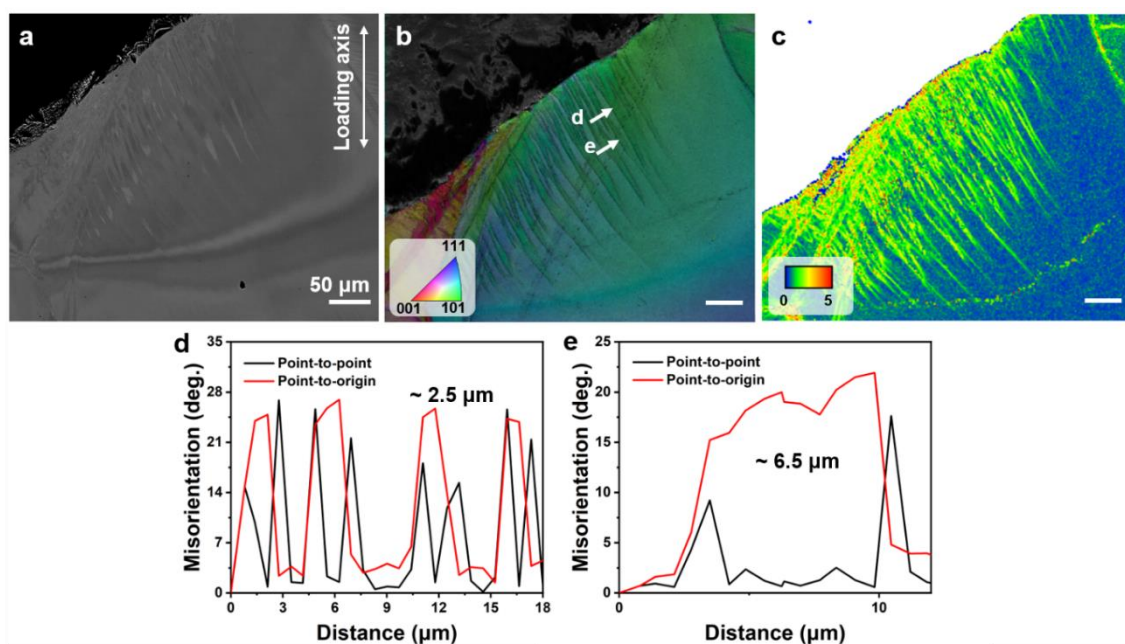 a
Loading axis
50 μm
b
d
e
111
001
101
c
0
5
d
Point-to-point
Point-to-origin
~ 2.5 μm
Misorientation (deg.)
35
28
21
14
7
0
0
3
6
9
12
15
18
Distance (μm)
e
Point-to-point
Point-to-origin
~ 6.5 μm
Misorientation (deg.)
25
20
15
10
5
0
0
10
Distance (μm)